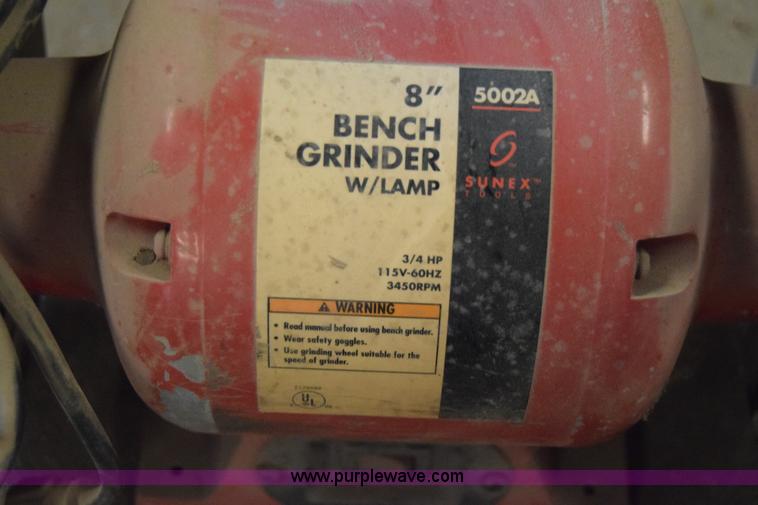 8"
BENCH
GRINDER
W/LAMP
5002A
SUNEX™
TOOLS
3/4 HP
115V-60HZ
3450RPM
WARNING
• Read manual before using bench grinder.
• Wear safety goggles.
• Use grinding wheel suitable for the
speed of grinder.
UL
www.purplewave.com